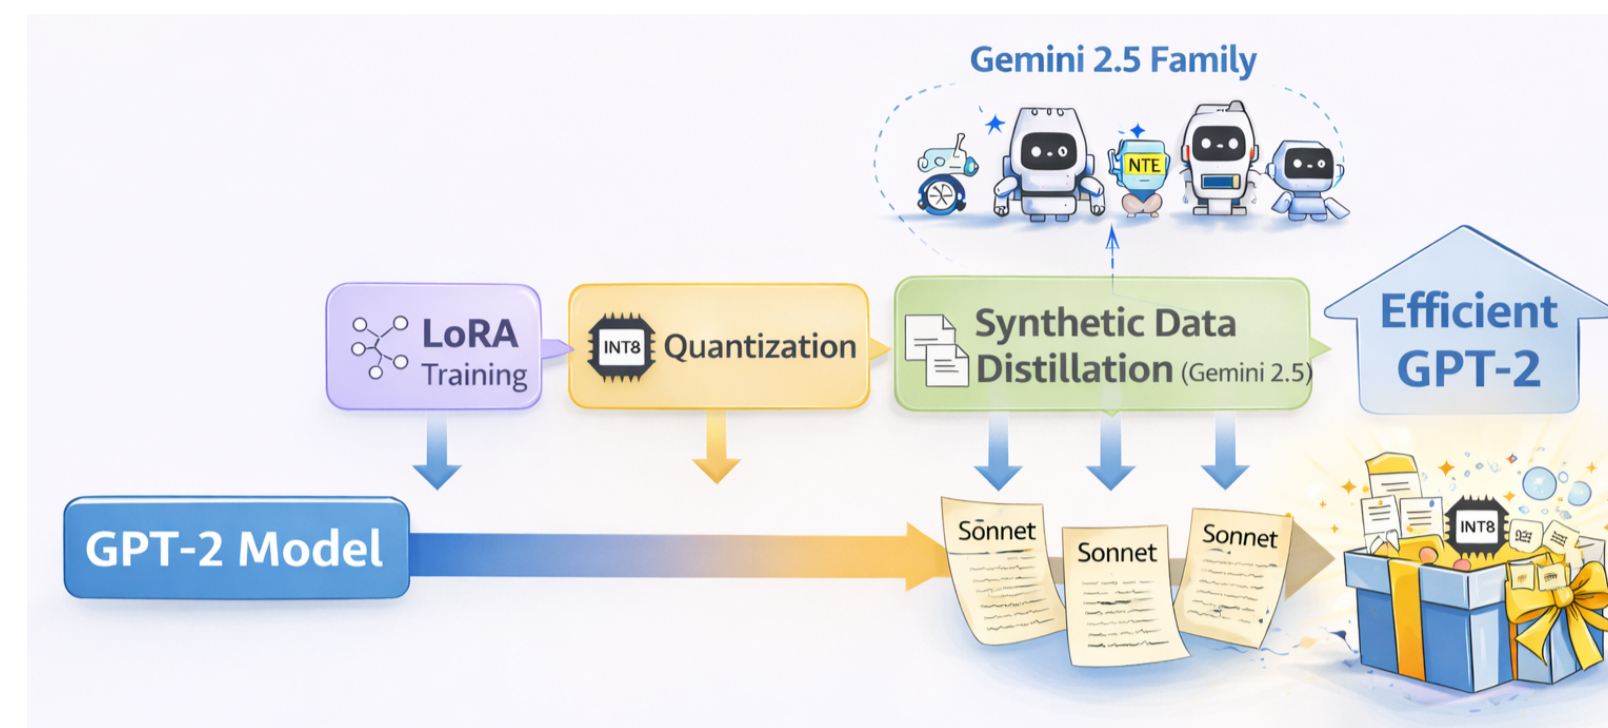 Gemini 2.5 Family
NTE
LoRA
Training
INT8
Quantization
Synthetic Data
Distillation (Gemini 2.5)
Efficient
GPT-2
GPT-2 Model
Sōnnet
Sonnet
Sonnet
INT8